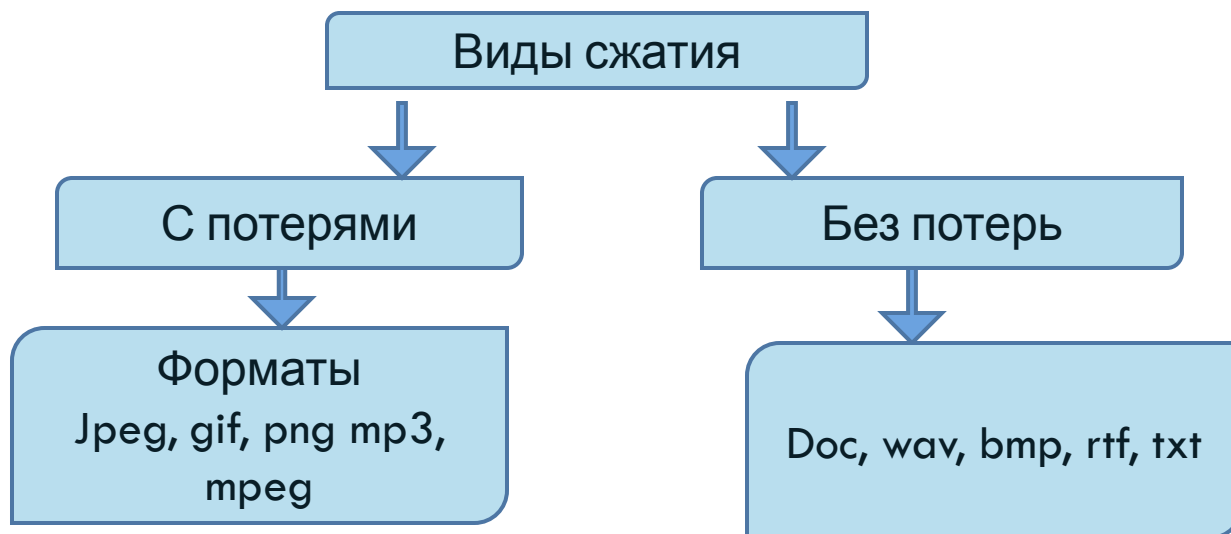 Виды сжатия
С потерями
Без потерь
Форматы
Jpeg, gif, png mp3,
mpeg
Doc, wav, bmp, rtf, txt